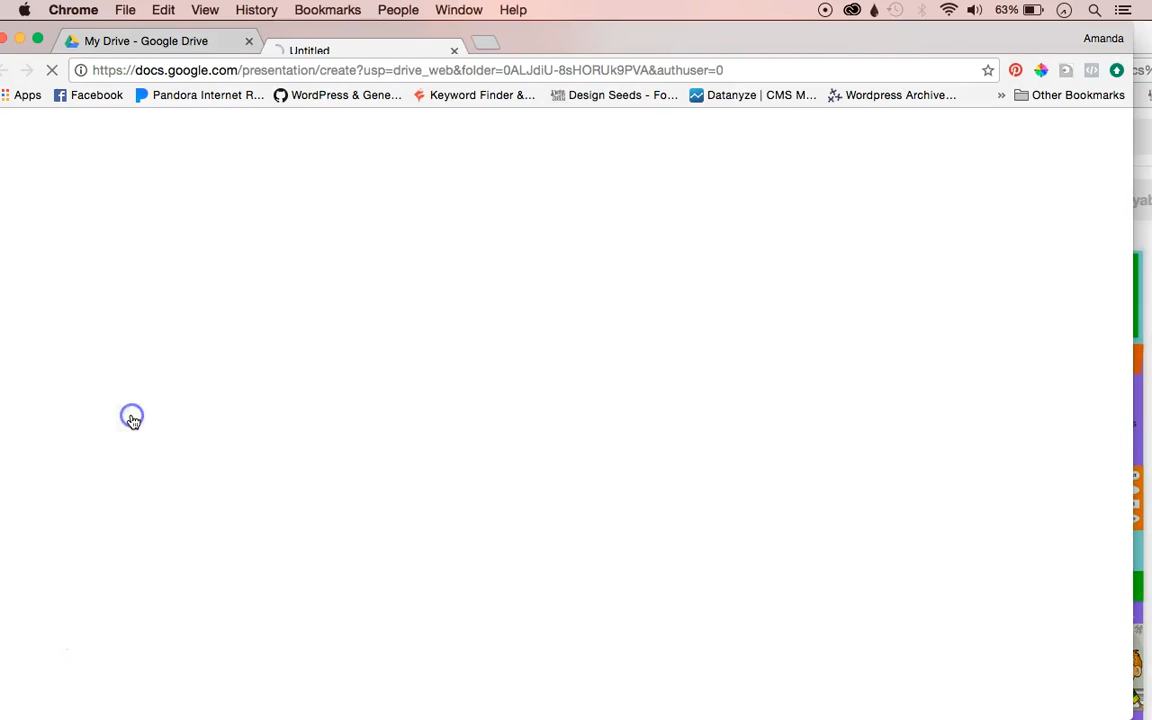 Chrome File Edit View History Bookmarks People Window Help 63%
My Drive - Google Drive Untitled Amanda
https://docs.google.com/presentation/create?usp=drive_web&folder=0ALJdiU-8sHORUk9PVA&authuser=0
Apps Facebook Pandora Internet R... WordPress & Gene... Keyword Finder &... Design Seeds - Fo... Datanyze | CMS M... Wordpress Archive... » Other Bookmarks